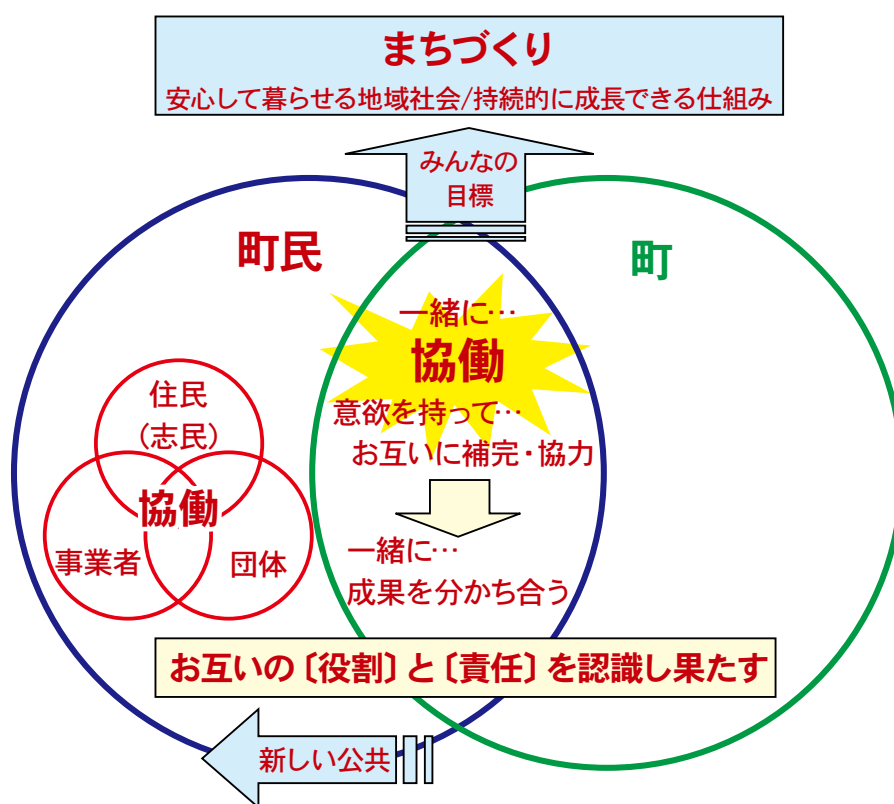 まちづくり
安心して暮らせる地域社会/持続的に成長できる仕組み
みんなの
目標
町民
町
一緒に…
協働
意欲を持って…
お互いに補完・協力
住民
(志民)
協働
事業者
団体
一緒に…
成果を分かち合う
お互いの〔役割〕と〔責任〕を認識し果たす
新しい公共